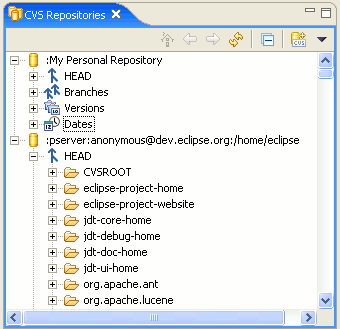 CVS Repositories
:My Personal Repository
HEAD
Branches
Versions
Dates
:pserver:anonymous@dev.eclipse.org:/home/eclipse
HEAD
CVSROOT
eclipse-project-home
eclipse-project-website
jdt-core-home
jdt-debug-home
jdt-doc-home
jdt-ui-home
org.apache.ant
org.apache.lucene